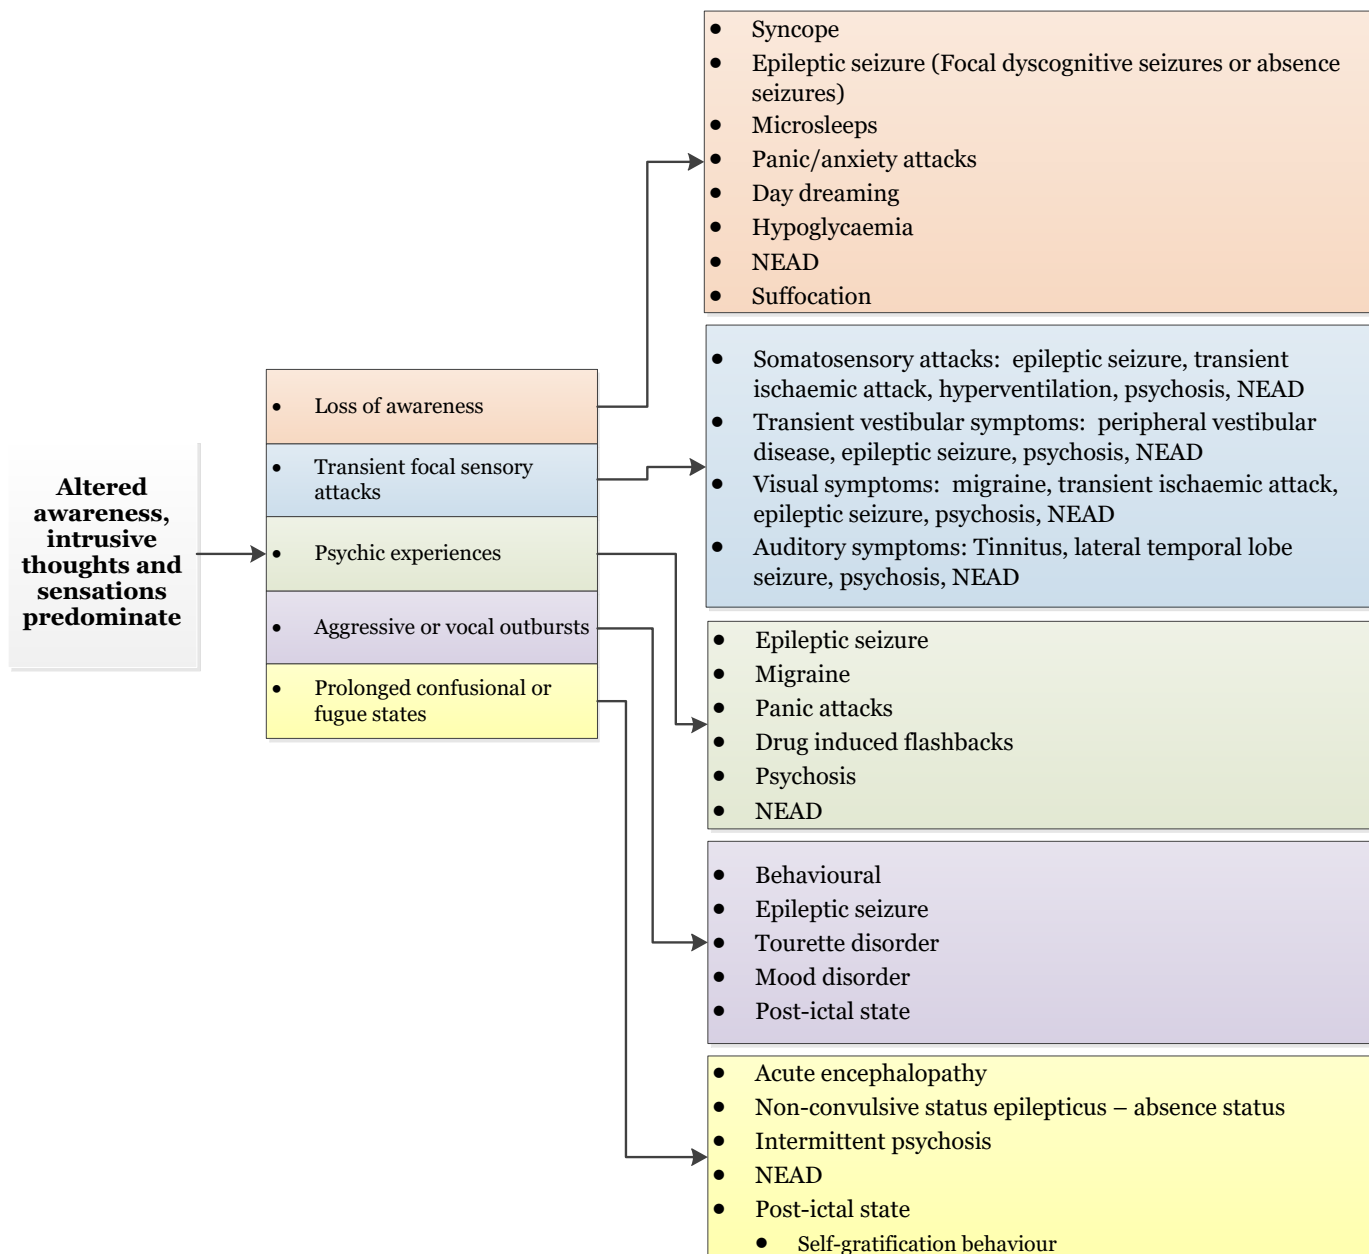 Altered
awareness,
intrusive
thoughts and
sensations
predominate
• Loss of awareness
• Transient focal sensory
attacks
• Psychic experiences
• Aggressive or vocal outbursts
• Prolonged confusional or
fugue states
• Syncope
• Epileptic seizure (Focal dyscognitive seizures or absence
seizures)
• Microsleeps
• Panic/anxiety attacks
• Day dreaming
• Hypoglycaemia
• NEAD
• Suffocation
• Somatosensory attacks:  epileptic seizure, transient
ischaemic attack, hyperventilation, psychosis, NEAD
• Transient vestibular symptoms:  peripheral vestibular
disease, epileptic seizure, psychosis, NEAD
• Visual symptoms:  migraine, transient ischaemic attack,
epileptic seizure, psychosis, NEAD
• Auditory symptoms: Tinnitus, lateral temporal lobe
seizure, psychosis, NEAD
• Epileptic seizure
• Migraine
• Panic attacks
• Drug induced flashbacks
• Psychosis
• NEAD
• Behavioural
• Epileptic seizure
• Tourette disorder
• Mood disorder
• Post-ictal state
• Acute encephalopathy
• Non-convulsive status epilepticus – absence status
• Intermittent psychosis
• NEAD
• Post-ictal state
• Self-gratification behaviour